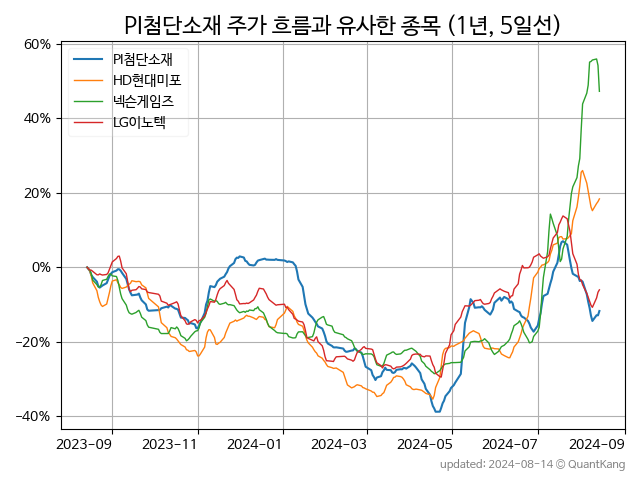 PI첨단소재 주가 흐름과 유사한 종목 (1년, 5일선)
60%
40%
20%
0%
−20%
−40%
PI첨단소재
HD현대미포
넥슨게임즈
LG이노텍
2023-09 2023-11 2024-01 2024-03 2024-05 2024-07 2024-09
updated: 2024-08-14 © QuantKang